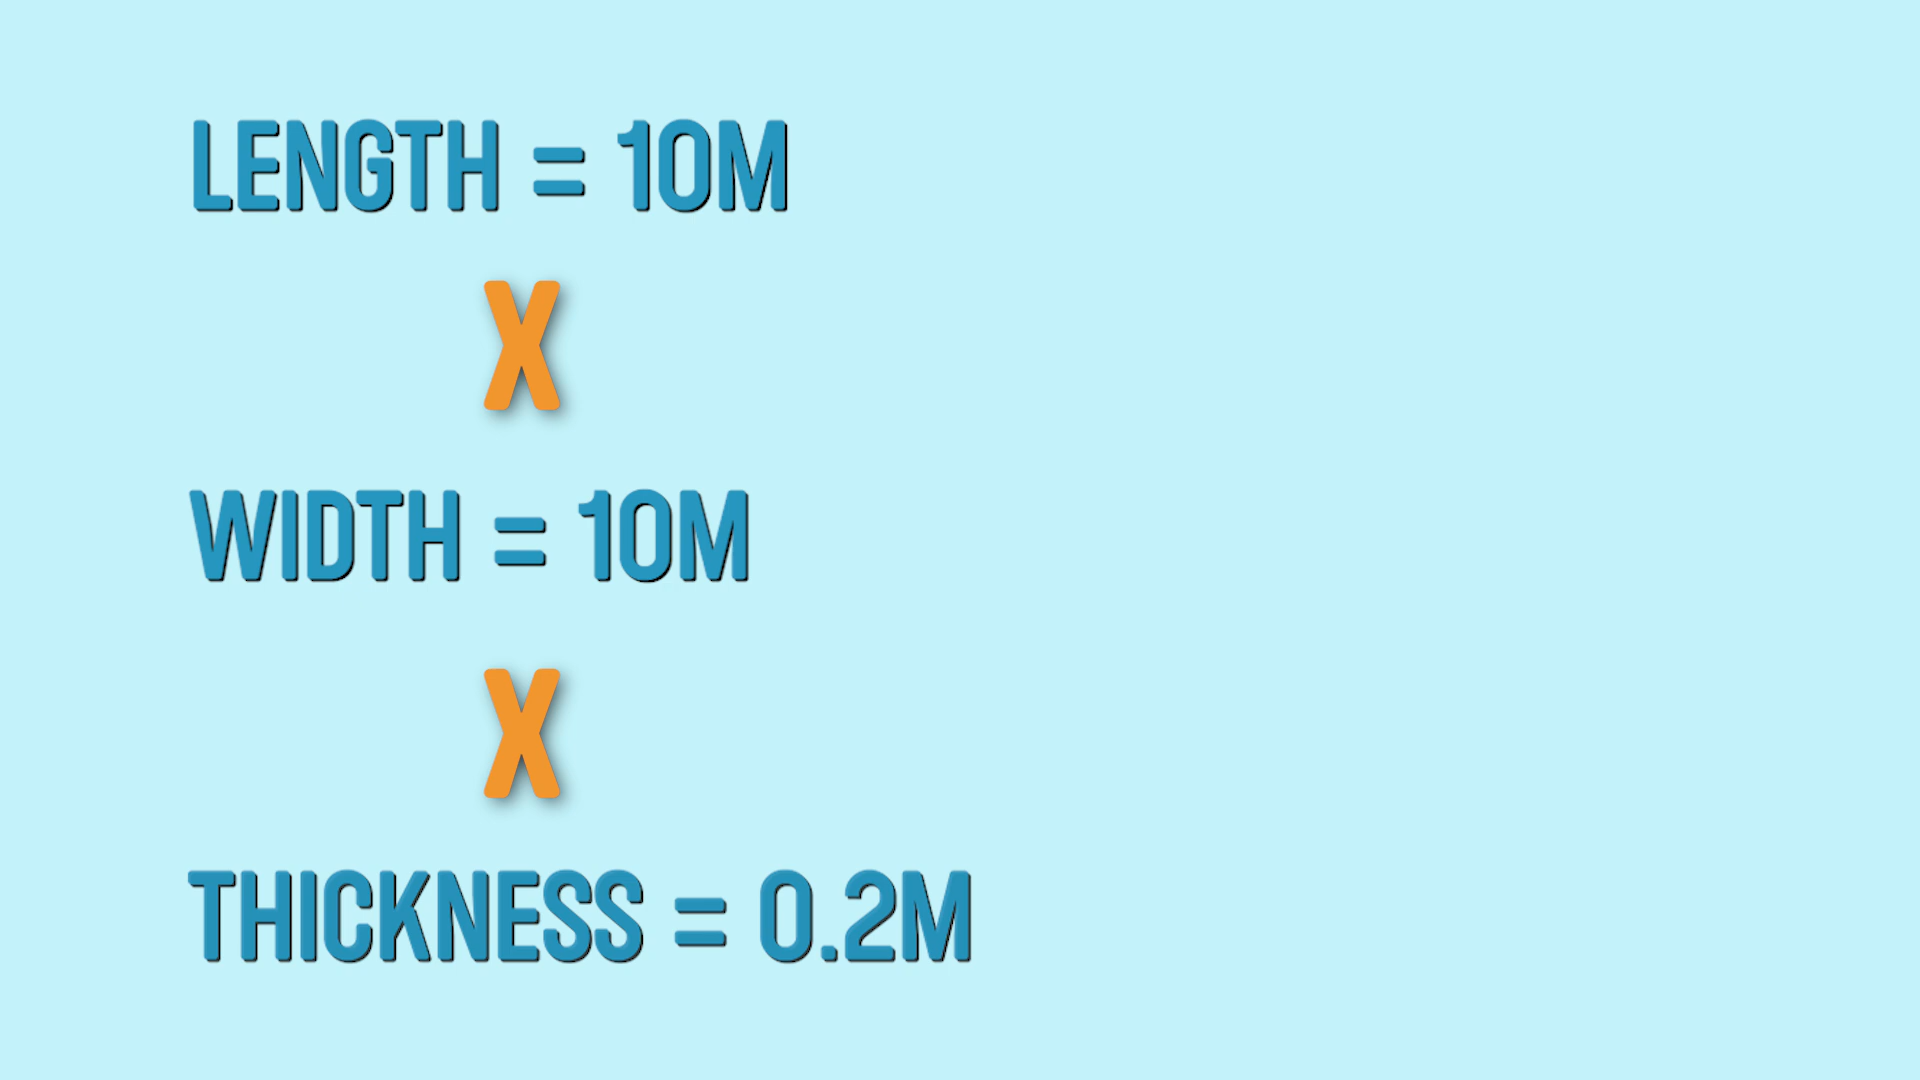 LENGTH = 10M
X
WIDTH = 10M
X
THICKNESS = 0.2M